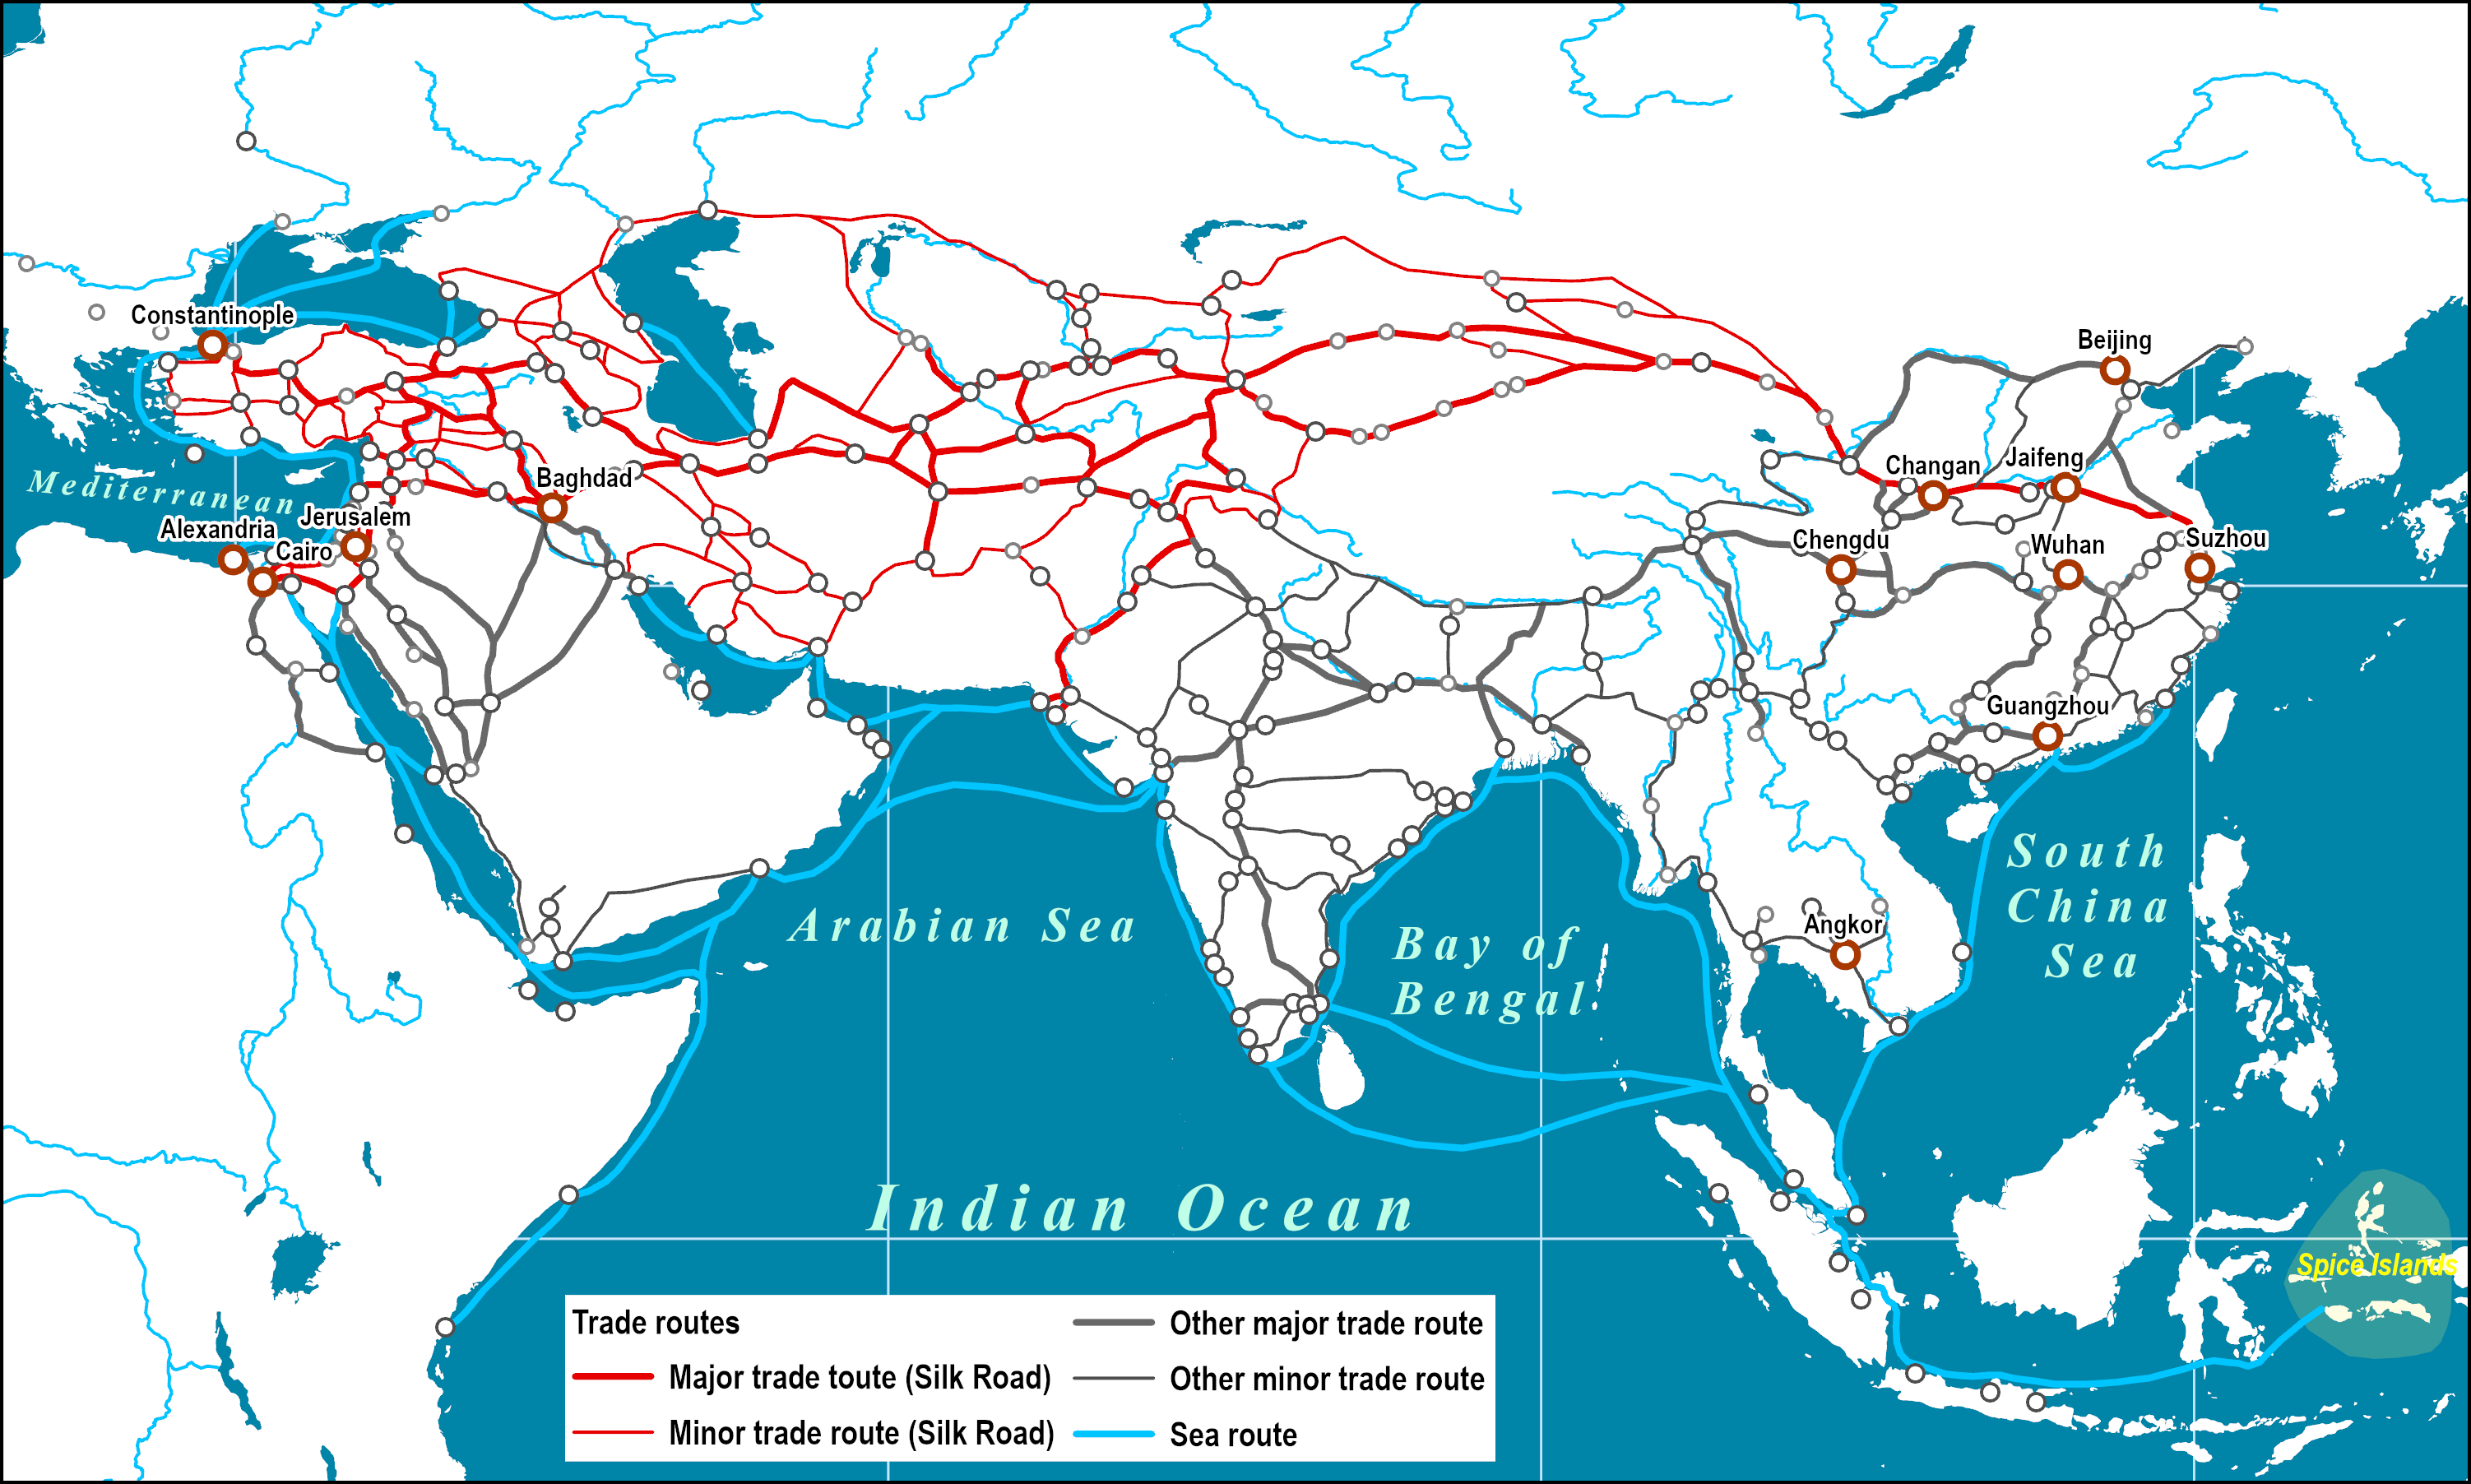 Constantinople
Beijing
Mediterranean
Baghdad
Changan
Jaifeng
Alexandria
Jerusalem
Cairo
Chengdu
Wuhan
Suzhou
Guangzhou
Arabian Sea
Bay of
Bengal
Angkor
South
China
Sea
Indian Ocean
Spice Islands
Trade routes
Major trade toute (Silk Road)
Minor trade route (Silk Road)
Other major trade route
Other minor trade route
Sea route